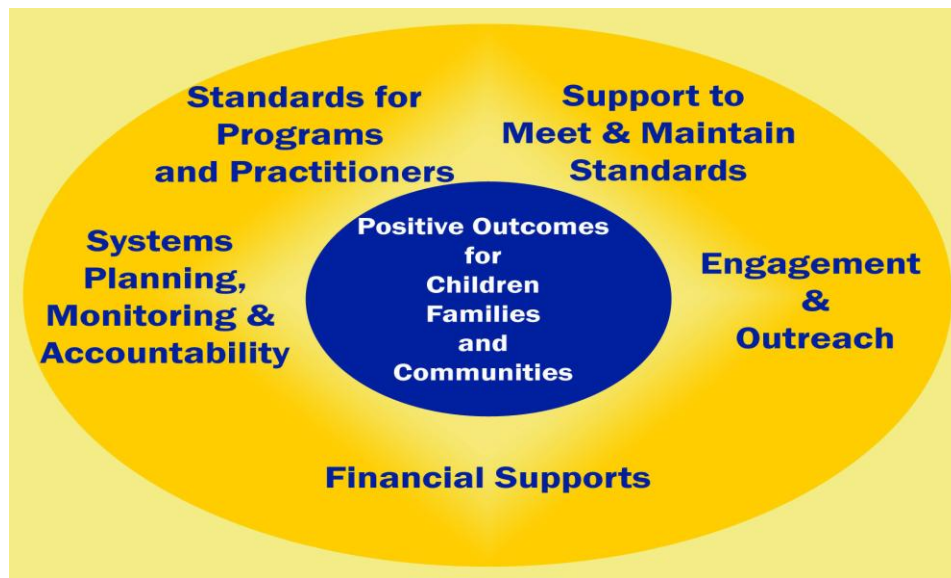 Standards for
Programs
and Practitioners
Support to
Meet & Maintain
Standards
Systems
Planning,
Monitoring &
Accountability
Positive Outcomes
for
Children
Families
and
Communities
Engagement
&
Outreach
Financial Supports